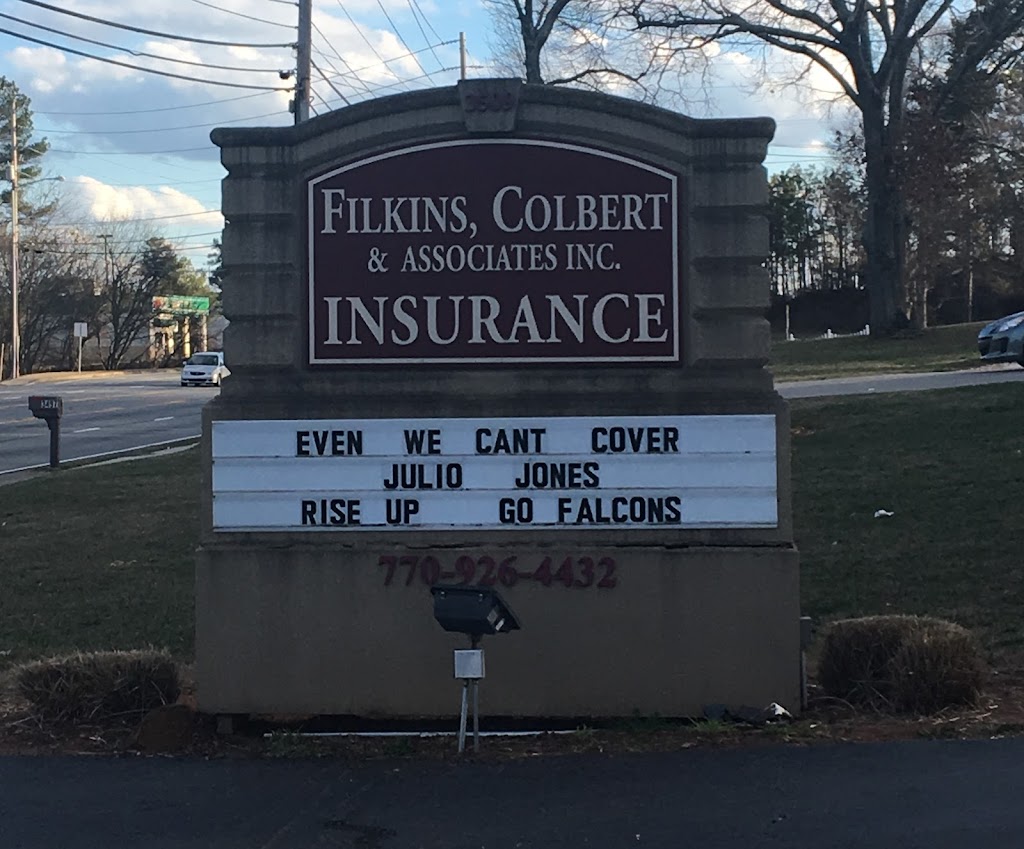 FILKINS, COLBERT
& ASSOCIATES INC.
INSURANCE
EVEN WE CANT COVER
JULIO JONES
RISE UP GO FALCONS
770-926-4432